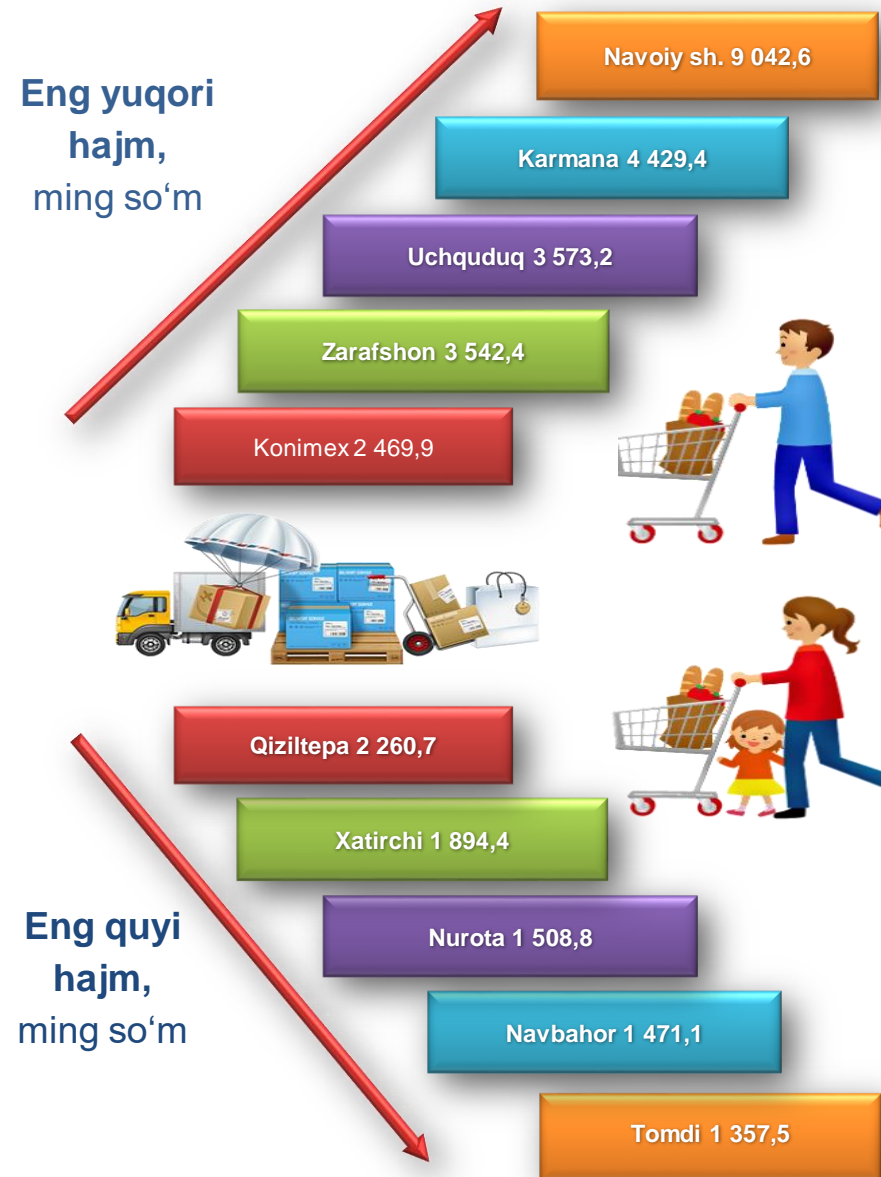 Navoiy sh. 9 042,6
Eng yuqori
hajm,
ming so‘m
Karmana 4 429,4
Uchquduq 3 573,2
Zarafshon 3 542,4
Konimex 2 469,9
Qiziltepa 2 260,7
Xatirchi 1 894,4
Nurota 1 508,8
Eng quyi
hajm,
ming so‘m
Navbahor 1 471,1
Tomdi 1 357,5